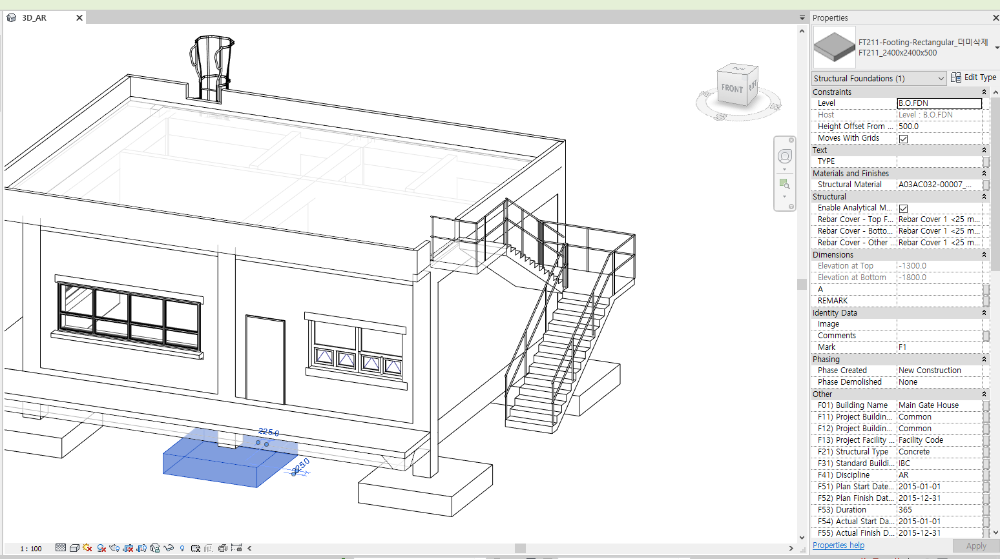 3D_AR
Properties
FT211-Footing-Rectangular_더미삭제
FT211_2400x2400x500
Structural Foundations (1)
Edit Type
Constraints
Level B.O.FDN
Host Level : B.O.FDN
Height Offset From ... 500.0
Moves With Grids
Text
TYPE
Materials and Finishes
Structural Material A03AC032-00007_...
Structural
Enable Analytical M...
Rebar Cover - Top F... Rebar Cover 1 <25 m...
Rebar Cover - Botto... Rebar Cover 1 <25 m...
Rebar Cover - Other ... Rebar Cover 1 <25 m...
Dimensions
Elevation at Top -1300.0
Elevation at Bottom -1800.0
A
REMARK
Identity Data
Image
Comments
Mark F1
Phasing
Phase Created New Construction
Phase Demolished None
Other
F01) Building Name Main Gate House
F11) Project Buildin... Common
F12) Project Buildin... Common
F13) Project Facility ... Facility Code
F21) Structural Type Concrete
F31) Standard Buildi... IBC
F41) Discipline AR
F51) Plan Start Date... 2015-01-01
F52) Plan Finish Dat... 2015-12-31
F53) Duration 365
F54) Actual Start Da... 2015-01-01
F55) Actual Finish D... 2015-12-31
Properties help
Apply
TOP
FRONT
225.0
225.0
1 : 100